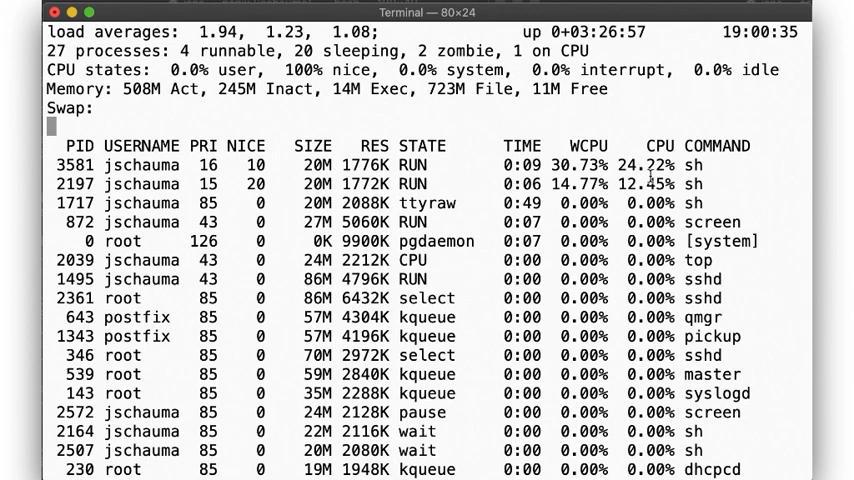 Terminal — 80×24
load averages:  1.94,  1.23,  1.08;               up 0+03:26:57        19:00:35
27 processes: 4 runnable, 20 sleeping, 2 zombie, 1 on CPU
CPU states:  0.0% user,  100% nice,  0.0% system,  0.0% interrupt,  0.0% idle
Memory: 508M Act, 245M Inact, 14M Exec, 723M File, 11M Free
Swap:
  PID USERNAME PRI NICE   SIZE   RES STATE      TIME   WCPU    CPU COMMAND
 3581 jschauma  16   10    20M 1776K RUN        0:09 30.73% 24.22% sh
 2197 jschauma  15   20    20M 1772K RUN        0:06 14.77% 12.45% sh
 1717 jschauma  85    0    20M 2088K ttyraw     0:49  0.00%  0.00% sh
  872 jschauma  43    0    27M 5060K RUN        0:07  0.00%  0.00% screen
    0 root     126    0     0K 9900K pgdaemon   0:07  0.00%  0.00% [system]
 2039 jschauma  43    0    24M 2212K CPU        0:00  0.00%  0.00% top
 1495 jschauma  43    0    86M 4796K RUN        0:00  0.00%  0.00% sshd
 2361 root      85    0    86M 6432K select     0:00  0.00%  0.00% sshd
  643 postfix   85    0    57M 4304K kqueue     0:00  0.00%  0.00% qmgr
 1343 postfix   85    0    57M 4196K kqueue     0:00  0.00%  0.00% pickup
  346 root      85    0    70M 2972K select     0:00  0.00%  0.00% sshd
  539 root      85    0    59M 2840K kqueue     0:00  0.00%  0.00% master
  143 root      85    0    35M 2288K kqueue     0:00  0.00%  0.00% syslogd
 2572 jschauma  85    0    24M 2128K pause      0:00  0.00%  0.00% screen
 2164 jschauma  85    0    22M 2116K wait       0:00  0.00%  0.00% sh
 2507 jschauma  85    0    20M 2080K wait       0:00  0.00%  0.00% sh
  230 root      85    0    19M 1948K kqueue     0:00  0.00%  0.00% dhcpcd